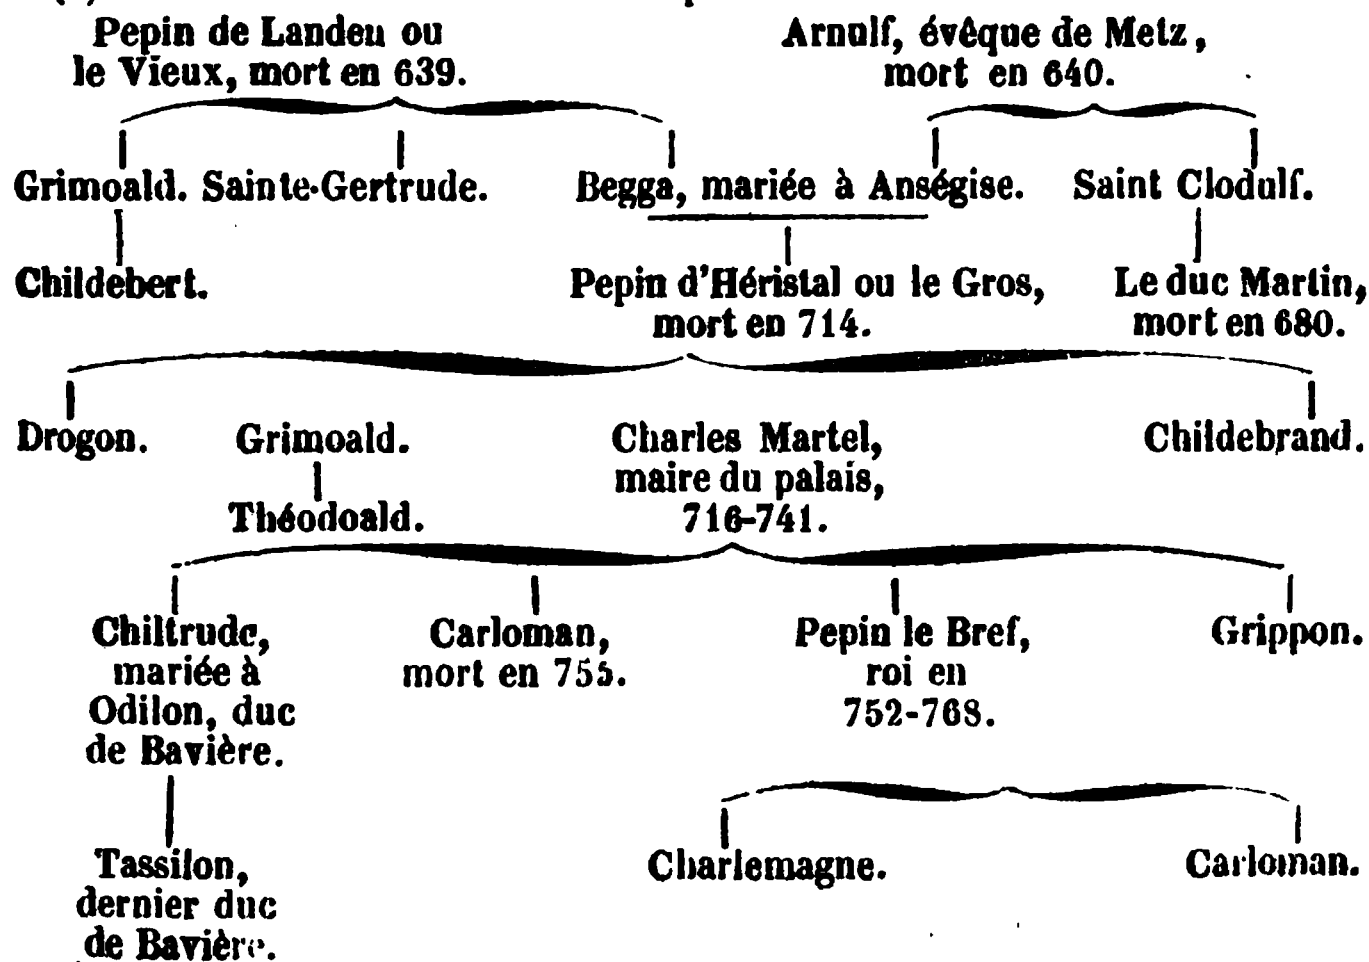 Pepin de Landen ou
le Vieux, mort en 639.
Arnulf, évêque de Metz,
mort en 640.
Grimoald. Sainte-Gertrude. Begga, mariée à Anségise. Saint Clodulf.
Childebert.
Pepin d'Héristal ou le Gros,
mort en 714.
Le duc Martin,
mort en 680.
Drogon. Grimoald.
Théodoald.
Charles Martel,
maire du palais,
716-741.
Childebrand.
Chiltrude,
mariée à
Odilon, duc
de Bavière.
Carloman,
mort en 755.
Pepin le Bref,
roi en
752-768.
Grippon.
Tassilon,
dernier duc
de Bavière.
Charlemagne. Carloman.